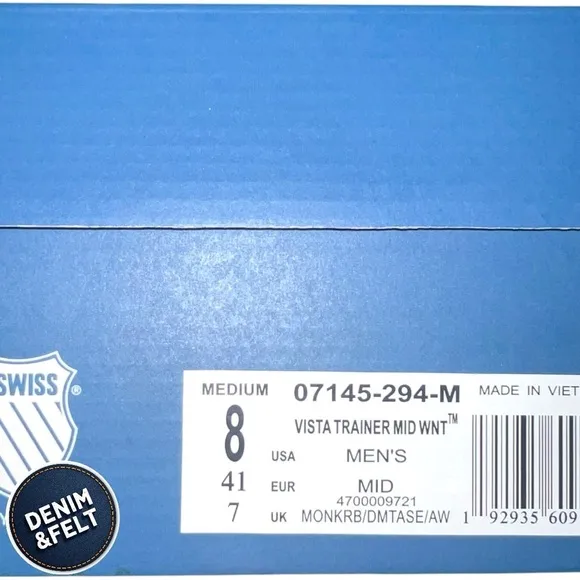 SWISS ®
MEDIUM 07145-294-M MADE IN VIET
8 USA VISTA TRAINER MID WNT™
MEN'S
41 EUR MID
4700009721
7 UK MONKRB/DMTASE/AW 1 92935 609
DENIM
&FELT